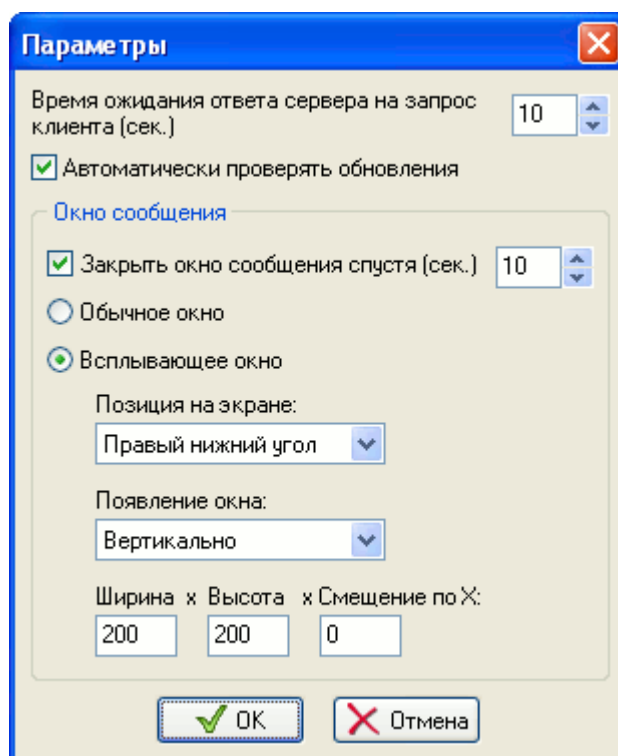 Параметры
Время ожидания ответа сервера на запрос 10
клиента (сек.)
Автоматически проверять обновления
Окно сообщения
Закрыть окно сообщения спустя (сек.) 10
Обычное окно
Всплывающее окно
Позиция на экране:
Правый нижний угол
Появление окна:
Вертикально
Ширина x Высота x Смещение по X:
200 200 0
OK Отмена